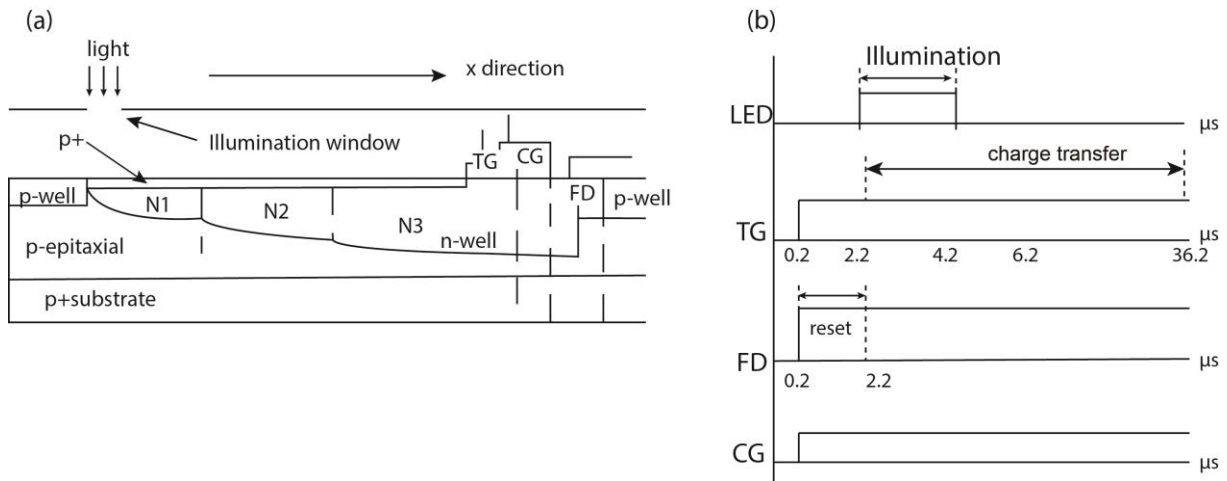 (a)
light
x direction
Illumination window
p+
TG
CG
p-well
FD
p-well
N1
N2
N3
n-well
p-epitaxial
p+substrate
(b)
Illumination
LED
μs
charge transfer
TG
0.2
2.2
4.2
6.2
36.2
μs
reset
FD
0.2
2.2
μs
CG
μs